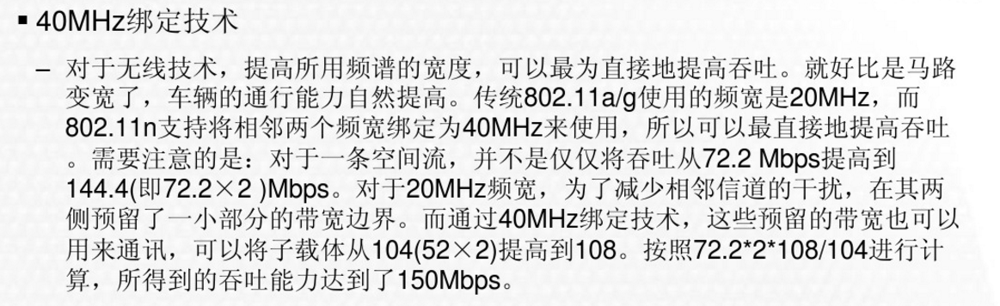 ▪ 40MHz绑定技术
– 对于无线技术，提高所用频谱的宽度，可以最为直接地提高吞吐。就好比是马路
变宽了，车辆的通行能力自然提高。传统802.11a/g使用的频宽是20MHz，而
802.11n支持将相邻两个频宽绑定为40MHz来使用，所以可以最直接地提高吞吐
。需要注意的是：对于一条空间流，并不是仅仅将吞吐从72.2 Mbps提高到
144.4(即72.2×2 )Mbps。对于20MHz频宽，为了减少相邻信道的干扰，在其两
侧预留了一小部分的带宽边界。而通过40MHz绑定技术，这些预留的带宽也可以
用来通讯，可以将子载体从104(52×2)提高到108。按照72.2*2*108/104进行计
算，所得到的吞吐能力达到了150Mbps。